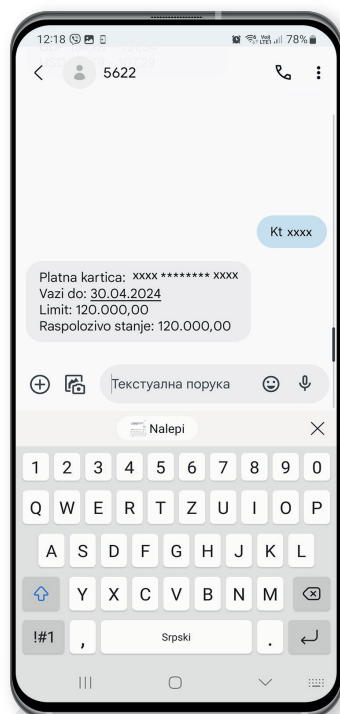 12:18 78%
5622
Kt xxxx
Platna kartica: xxxx ******** xxxx
Vazi do: 30.04.2024
Limit: 120.000,00
Raspolozivo stanje: 120.000,00
Текстуална порука
Nalepi
1 2 3 4 5 6 7 8 9 0
Q W E R T Z U I O P
A S D F G H J K L
Y X C V B N M
!#1 , Srpski .